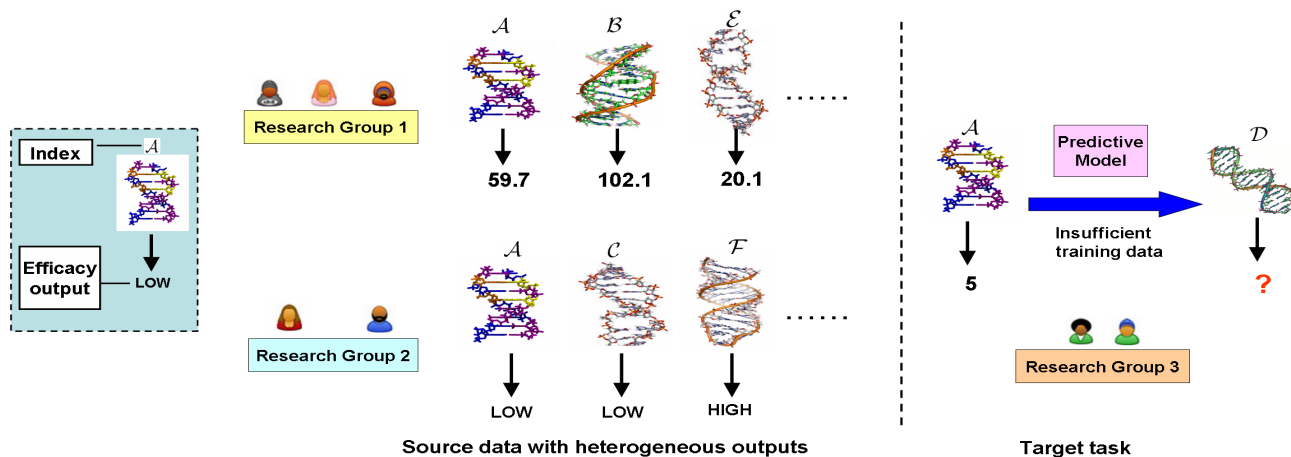 Index
𝒜
Efficacy
output
LOW
Research Group 1
𝒜 ℬ ℰ
59.7 102.1 20.1
Research Group 2
𝒜 𝒞 ℱ
LOW LOW HIGH
Source data with heterogeneous outputs
𝒜
5
Predictive
Model
Insufficient
training data
𝒟
?
Research Group 3
Target task